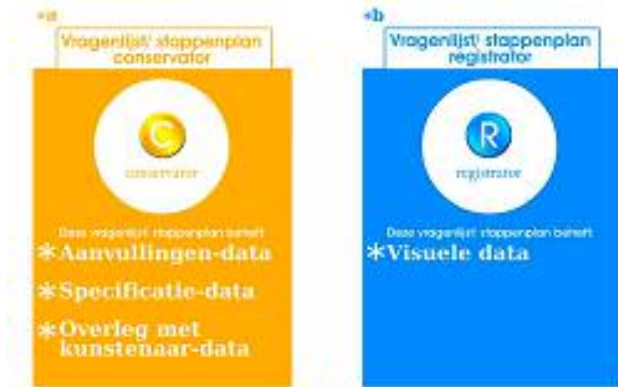 *a
Vragenlijst/ stappenplan
conservator
C
conservator
Deze vragenlijst/ stappenplan betreft
*Aanvullingen-data
*Specificatie-data
*Overleg met
kunstenaar-data
*b
Vragenlijst/ stappenplan
registrator
R
registrator
Deze vragenlijst/ stappenplan betreft
*Visuele data